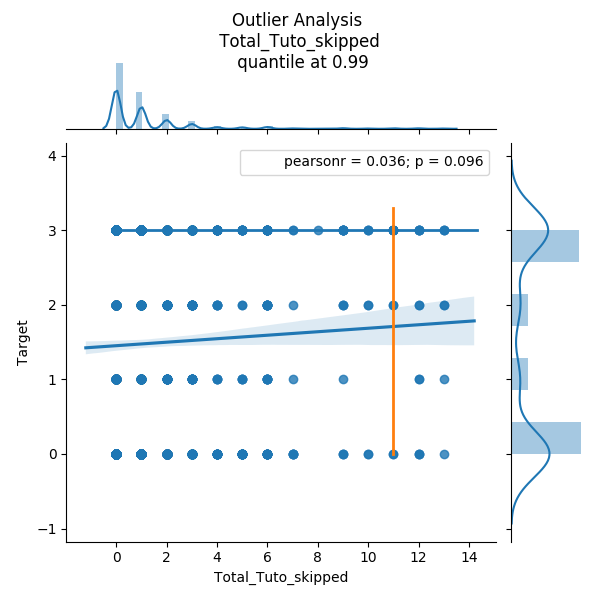 Outlier Analysis
Total_Tuto_skipped
quantile at 0.99
pearsonr = 0.036; p = 0.096
4
3
2
1
0
−1
Target
0 2 4 6 8 10 12 14
Total_Tuto_skipped